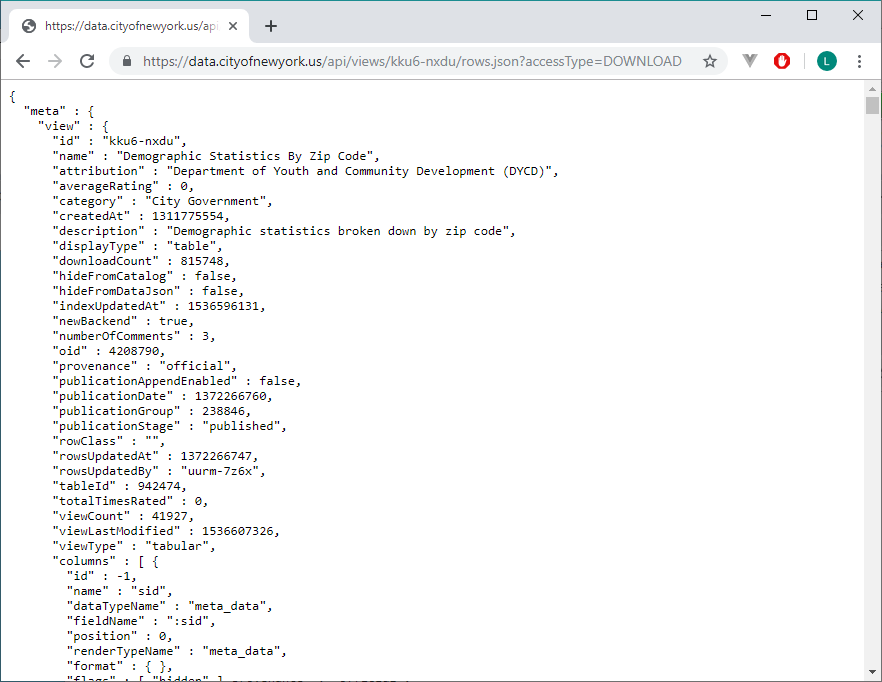 https://data.cityofnewyork.us/api
https://data.cityofnewyork.us/api/views/kku6-nxdu/rows.json?accessType=DOWNLOAD
L
{
"meta" : {
"view" : {
"id" : "kku6-nxdu",
"name" : "Demographic Statistics By Zip Code",
"attribution" : "Department of Youth and Community Development (DYCD)",
"averageRating" : 0,
"category" : "City Government",
"createdAt" : 1311775554,
"description" : "Demographic statistics broken down by zip code",
"displayType" : "table",
"downloadCount" : 815748,
"hideFromCatalog" : false,
"hideFromDataJson" : false,
"indexUpdatedAt" : 1536596131,
"newBackend" : true,
"numberOfComments" : 3,
"oid" : 4208790,
"provenance" : "official",
"publicationAppendEnabled" : false,
"publicationDate" : 1372266760,
"publicationGroup" : 238846,
"publicationStage" : "published",
"rowClass" : "",
"rowsUpdatedAt" : 1372266747,
"rowsUpdatedBy" : "uurm-7z6x",
"tableId" : 942474,
"totalTimesRated" : 0,
"viewCount" : 41927,
"viewLastModified" : 1536607326,
"viewType" : "tabular",
"columns" : [ {
"id" : -1,
"name" : "sid",
"dataTypeName" : "meta_data",
"fieldName" : ":sid",
"position" : 0,
"renderTypeName" : "meta_data",
"format" : { },
"flags" : [ "hidden" ]